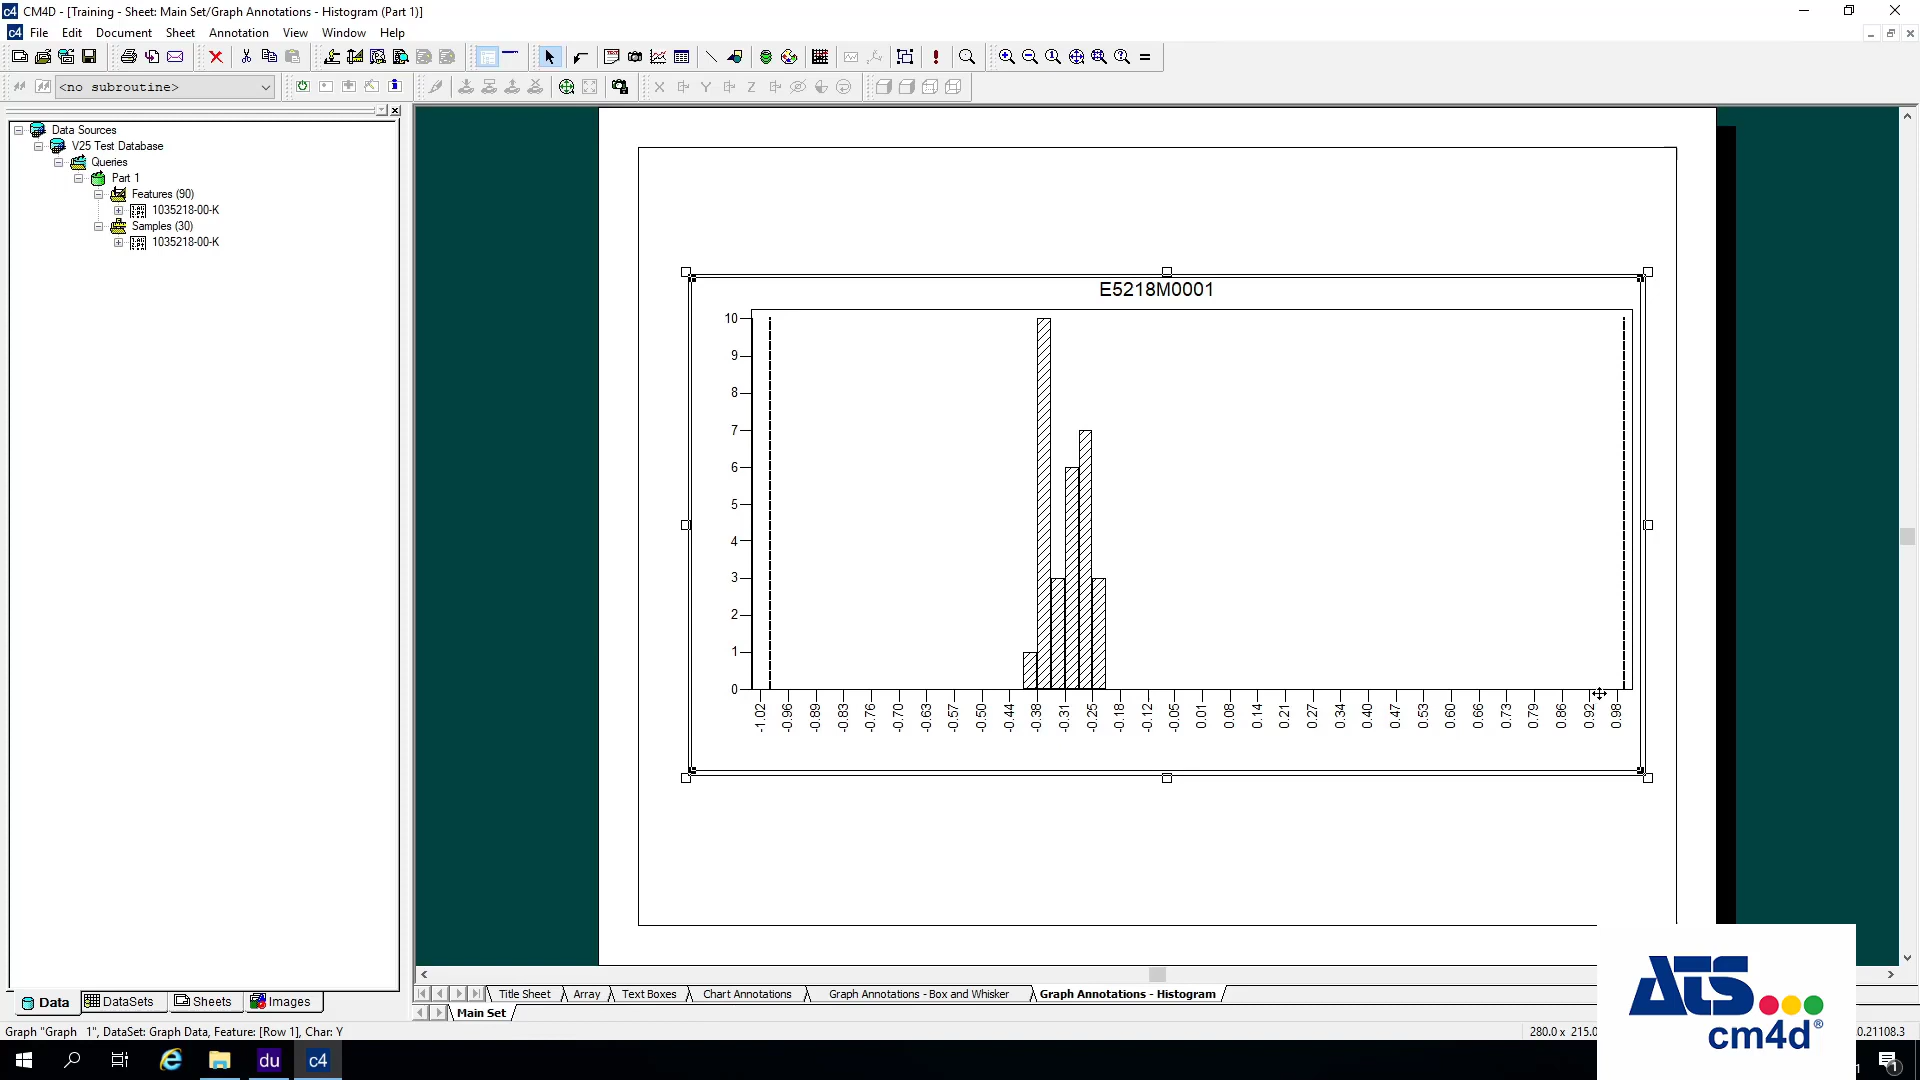 CM4D - [Training - Sheet: Main Set/Graph Annotations - Histogram (Part 1)]
File Edit Document Sheet Annotation View Window Help
<no subroutine>
Data Sources
V25 Test Database
Queries
Part 1
Features (90)
1035218-00-K
Samples (30)
1035218-00-K
E5218M0001
10
9
8
7
6
5
4
3
2
1
0
-1.02 -0.96 -0.89 -0.83 -0.76 -0.70 -0.63 -0.57 -0.50 -0.44 -0.38 -0.31 -0.25 -0.18 -0.12 -0.05 0.01 0.08 0.14 0.21 0.27 0.34 0.40 0.47 0.53 0.60 0.66 0.73 0.79 0.86 0.92 0.98
Data DataSets Sheets Images
Title Sheet Array Text Boxes Chart Annotations Graph Annotations - Box and Whisker Graph Annotations - Histogram
Main Set
Graph "Graph 1", DataSet: Graph Data, Feature: [Row 1], Char: Y
280.0 x 215.0
0.21108.3
ATS
cm4d®
du
c4
1